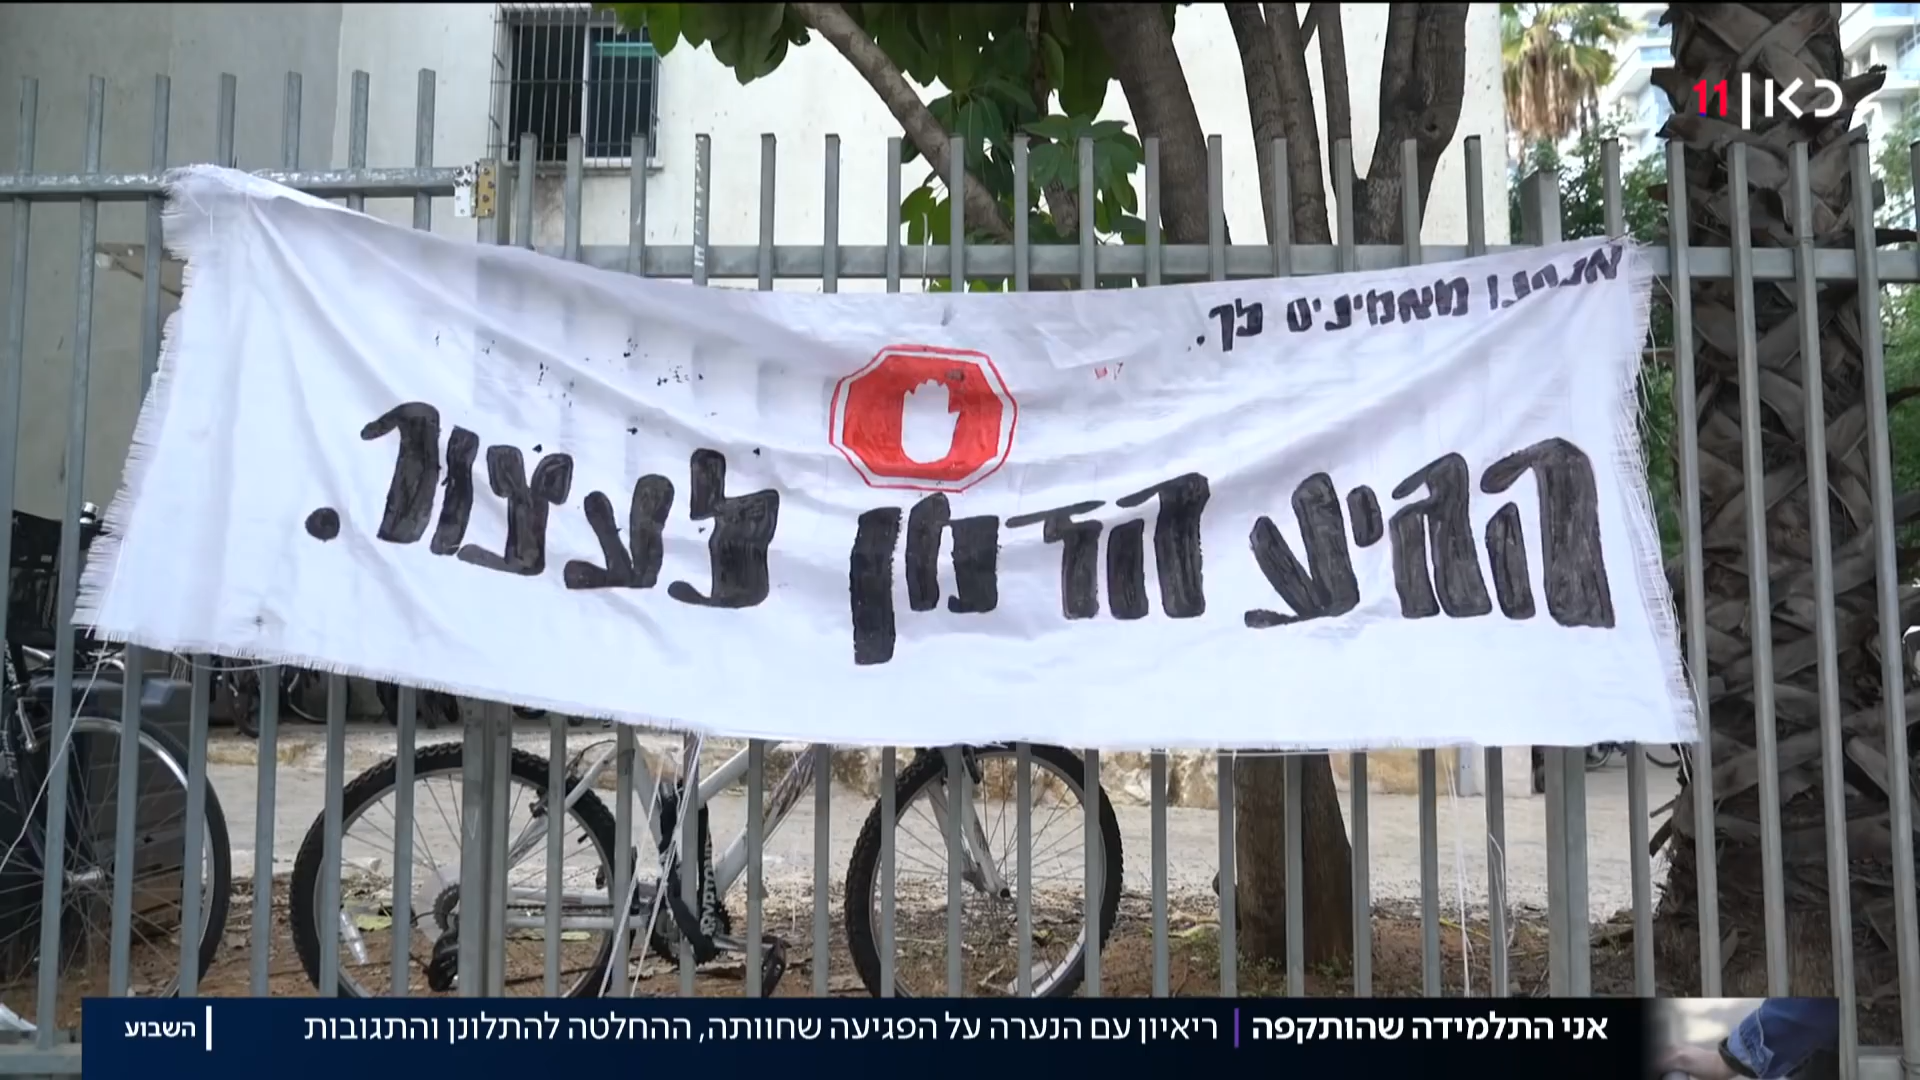 כאן 11
אנחנו מאמינים לך.
ההגיע הזמן לעצור.
אני התלמידה שהותקפה | ריאיון עם הנערה על הפגיעה שחוותה, ההחלטה להתלונן והתגובות | השבוע